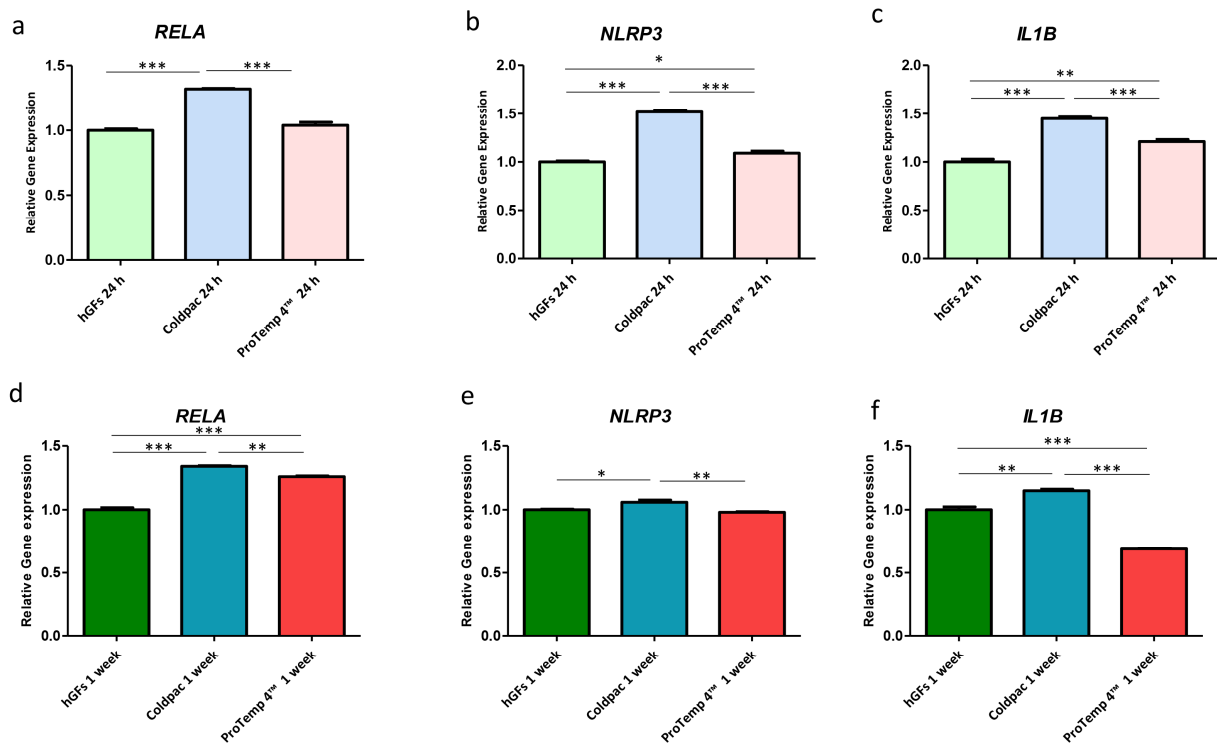 a
RELA
Relative Gene Expression
1.5
1.0
0.5
0.0
***
***
hGFs 24 h
Coldpac 24 h
ProTemp 4™ 24 h
b
NLRP3
Relative Gene Expression
2.0
1.5
1.0
0.5
0.0
*
***
***
hGFs 24 h
Coldpac 24 h
ProTemp 4™ 24 h
c
IL1B
Relative Gene Expression
2.0
1.5
1.0
0.5
0.0
**
***
***
hGFs 24 h
Coldpac 24 h
ProTemp 4™ 24 h
d
RELA
Relative Gene expression
1.5
1.0
0.5
0.0
***
***
**
hGFs 1 week
Coldpac 1 week
ProTemp 4™ 1 week
e
NLRP3
Relative Gene expression
1.5
1.0
0.5
0.0
*
**
hGFs 1 week
Coldpac 1 week
ProTemp 4™ 1 week
f
IL1B
Relative Gene expression
1.5
1.0
0.5
0.0
***
**
***
hGFs 1 week
Coldpac 1 week
ProTemp 4™ 1 week